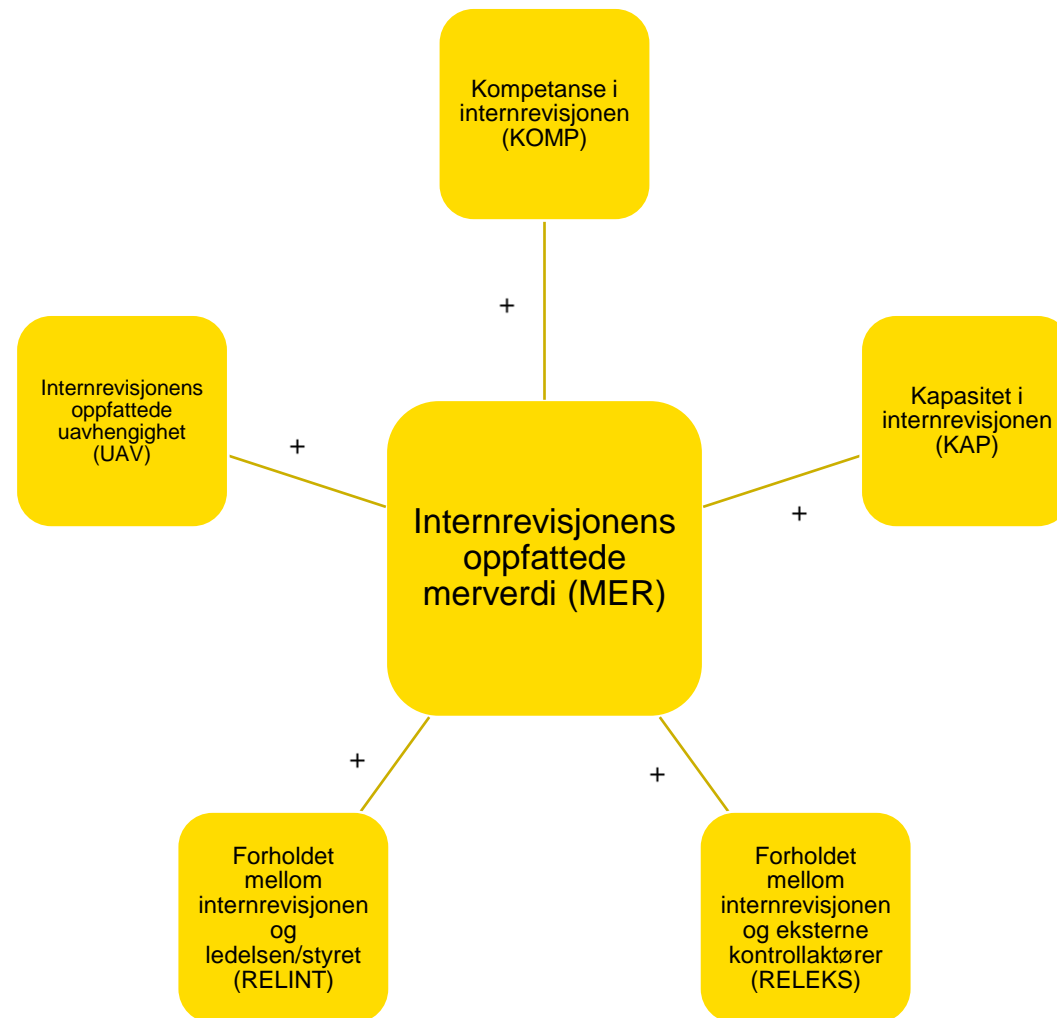 Kompetanse i
internrevisjonen
(KOMP)
+
Internrevisjonens
oppfattede
uavhengighet
(UAV)
+
Kapasitet i
internrevisjonen
(KAP)
+
Internrevisjonens
oppfattede
merverdi (MER)
+
+
Forholdet
mellom
internrevisjonen
og
ledelsen/styret
(RELINT)
Forholdet
mellom
internrevisjonen
og eksterne
kontrollaktører
(RELEKS)